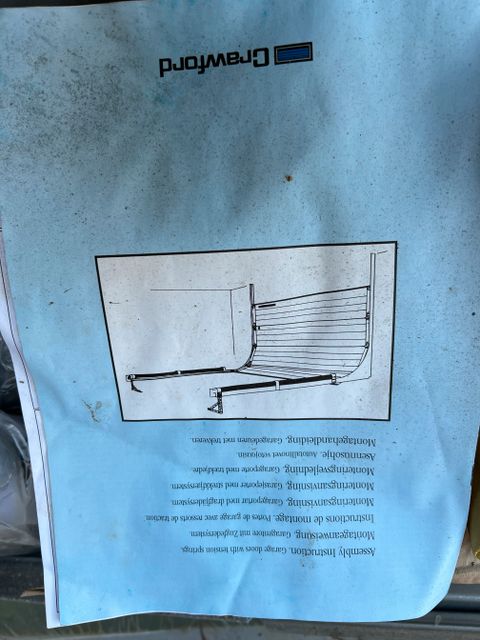 Assembly Instruction. Garage doors with tension springs.
Montageanweisung. Garagentore mit Zugfedersystem.
Instructions de montage. Portes de garage avec ressorts de traction
Monteringsanvisning. Garageportar med dragfjädersystem.
Monteringsanvisning. Garasjeporter med strekkfjærsystem.
Monteringsvejledning. Garageporte med trækfjedre.
Asennusohje. Autotallinovet vetojousin.
Montagehandleiding. Garagedeuren met trekveren.
Crawford